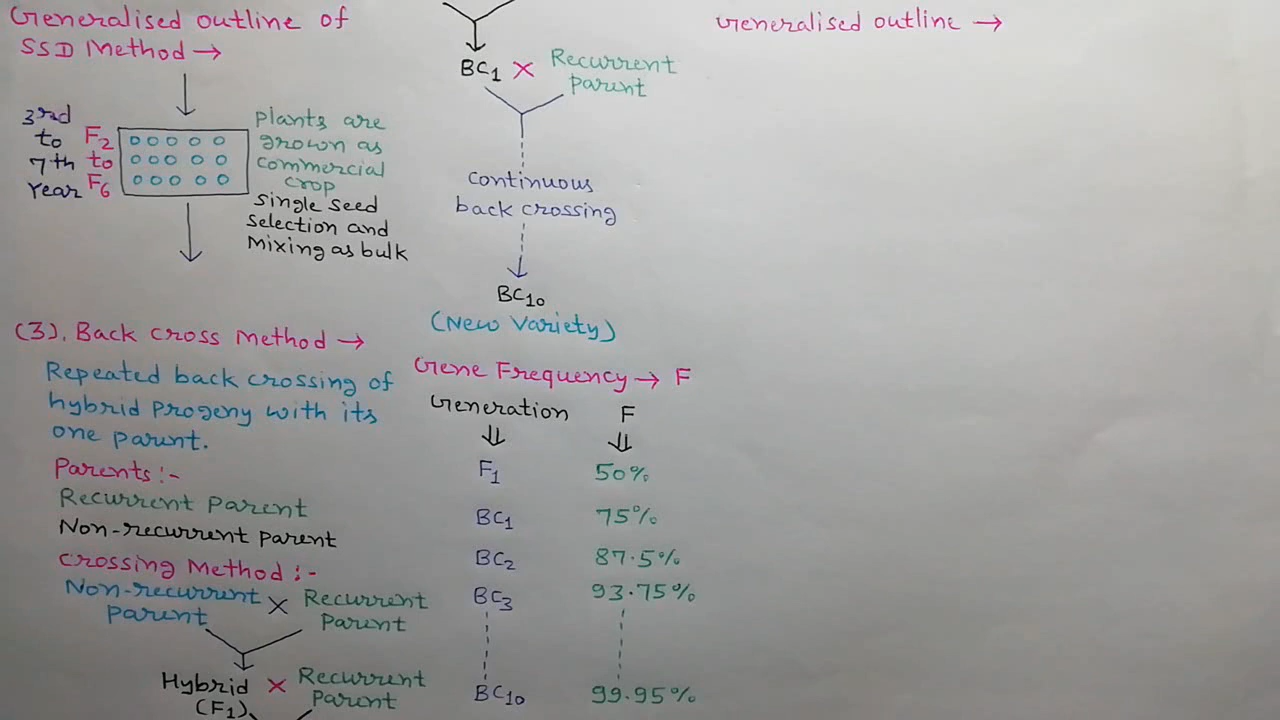 Generalised outline of
SSD Method →
3rd
to
7th
Year
F2
to
F6
plants are
grown as
commercial
crop
single seed
selection and
Mixing as bulk
(3). Back cross Method →
Repeated back crossing of
hybrid progeny with its
one parent.
Parents :-
Recurrent Parent
Non-recurrent parent
Crossing Method :-
Non-recurrent parent × Recurrent Parent
Hybrid (F1) × Recurrent Parent
BC1 × Recurrent Parent
continuous
back crossing
BC10
(New Variety)
Gene Frequency → F
Generation F
F1 50%
BC1 75%
BC2 87.5%
BC3 93.75%
BC10 99.95%
Generalised outline →